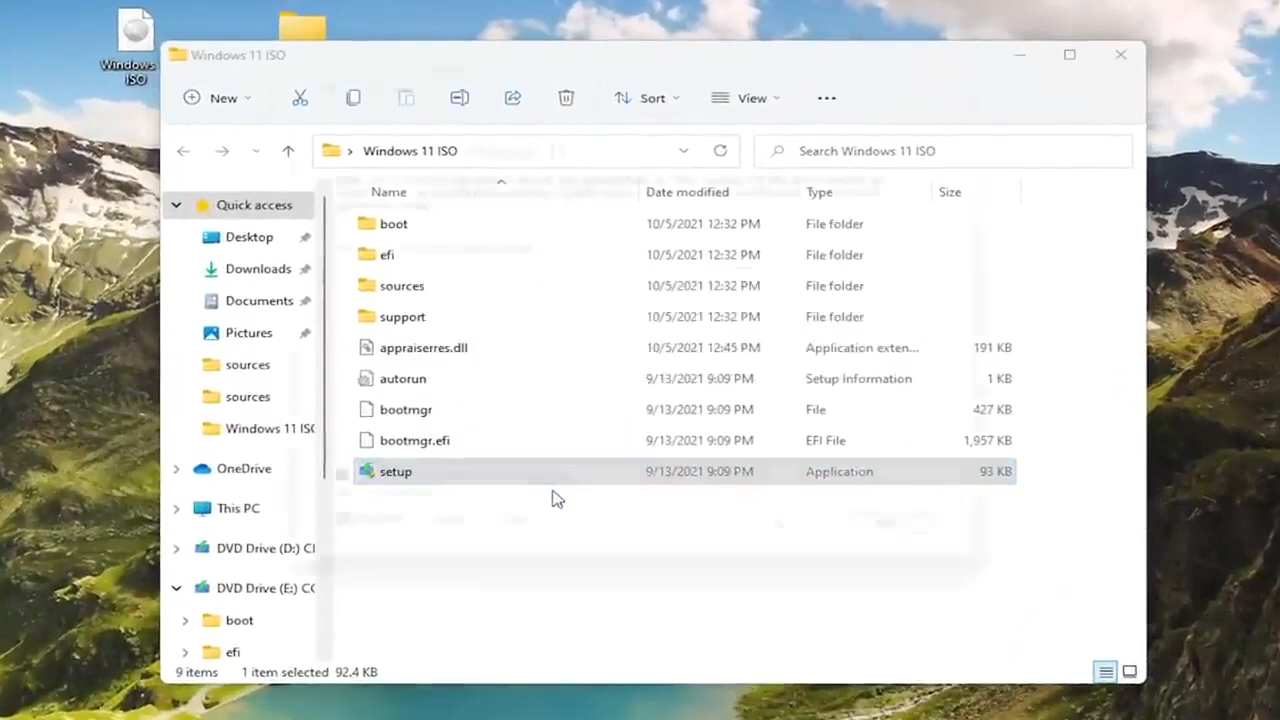 Windows
ISO
Windows 11 ISO
New
Sort
View
Windows 11 ISO
Search Windows 11 ISO
Name
Date modified
Type
Size
Quick access
Desktop
Downloads
Documents
Pictures
sources
sources
Windows 11 ISO
OneDrive
This PC
DVD Drive (D:) C
DVD Drive (E:) CC
boot
efi
boot 10/5/2021 12:32 PM File folder
efi 10/5/2021 12:32 PM File folder
sources 10/5/2021 12:32 PM File folder
support 10/5/2021 12:32 PM File folder
appraiserres.dll 10/5/2021 12:45 PM Application exten... 191 KB
autorun 9/13/2021 9:09 PM Setup Information 1 KB
bootmgr 9/13/2021 9:09 PM File 427 KB
bootmgr.efi 9/13/2021 9:09 PM EFI File 1,957 KB
setup 9/13/2021 9:09 PM Application 93 KB
9 items 1 item selected 92.4 KB